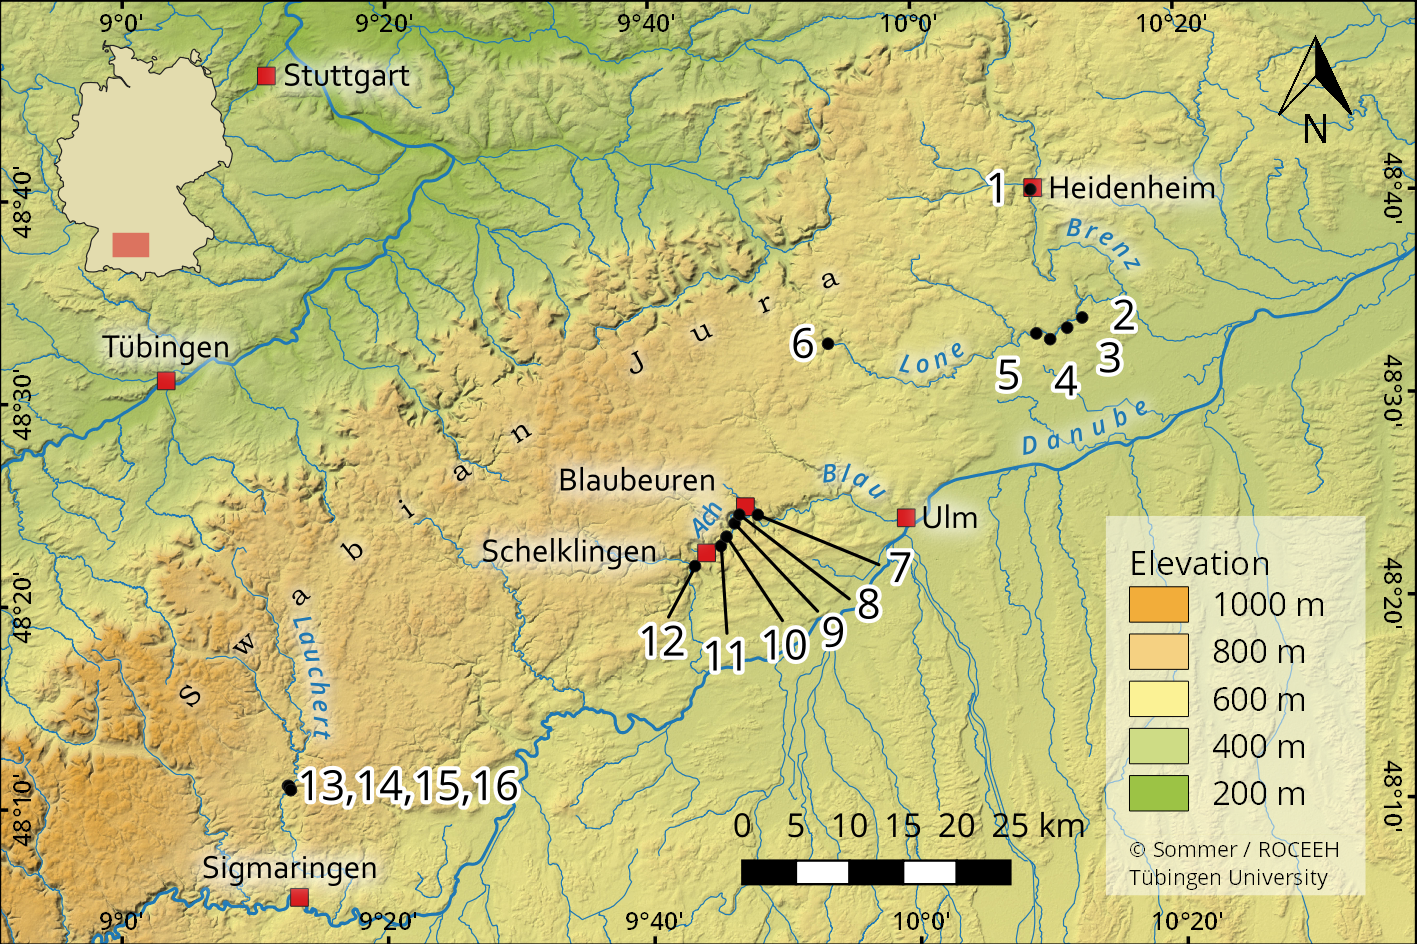 9°0' 9°20' 9°40' 10°0' 10°20'
Stuttgart
N
48°40' 48°40'
1 Heidenheim
Brenz
Swabian Jura
2
Tübingen
6
Lone
5 4 3
48°30' 48°30'
Danube
Blaubeuren
Blau
Ach
Ulm
Schelklingen
7
8
9
10
11
12
48°20' 48°20'
Lauchert
13,14,15,16
48°10' 48°10'
Sigmaringen
0 5 10 15 20 25 km
Elevation
1000 m
800 m
600 m
400 m
200 m
© Sommer / ROCEEH
Tübingen University
9°0' 9°20' 9°40' 10°0' 10°20'